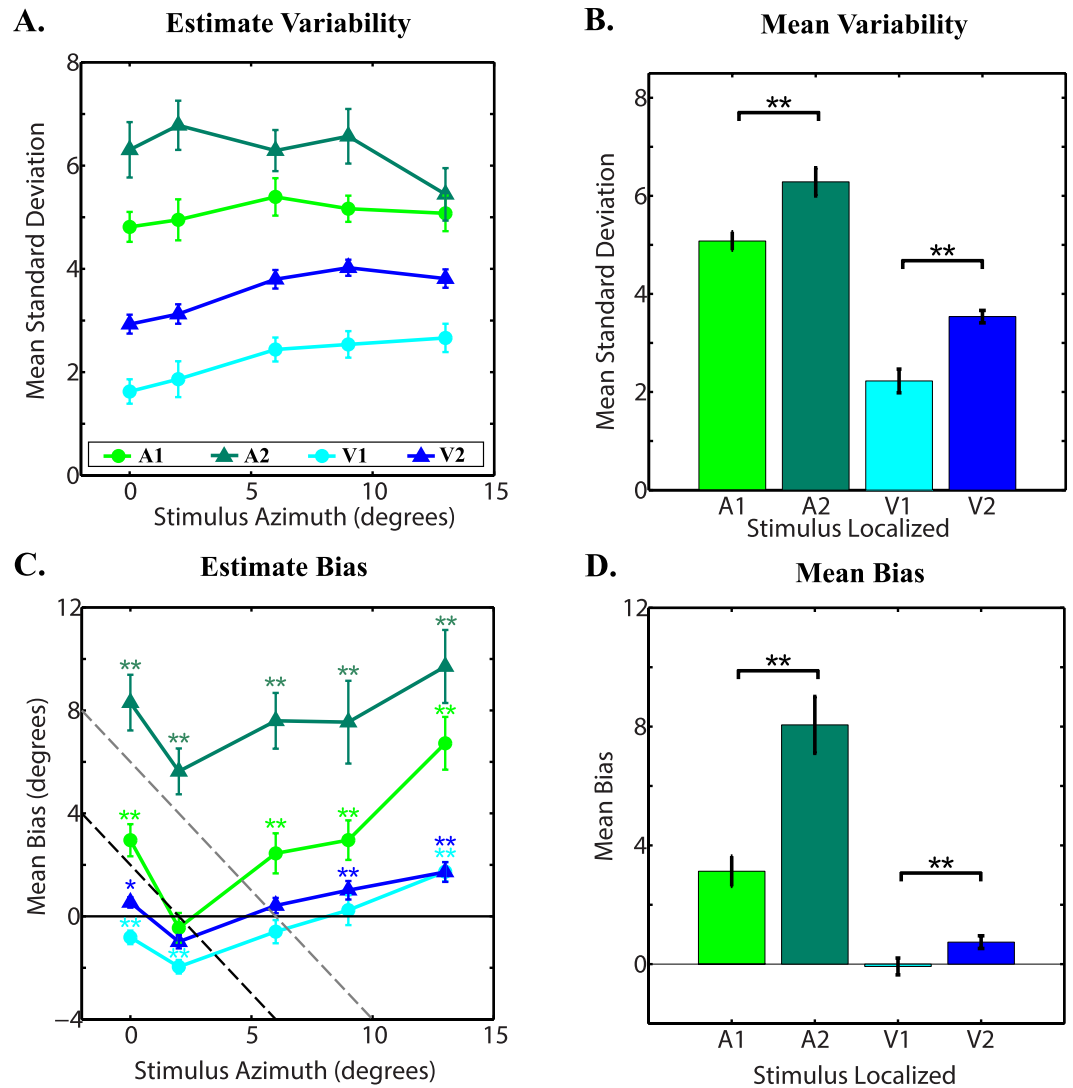 A.
Estimate Variability
8
6
4
2
0
Mean Standard Deviation
A1 A2 V1 V2
0 5 10 15
Stimulus Azimuth (degrees)
B.
Mean Variability
8
6
4
2
0
Mean Standard Deviation
**
**
A1 A2 V1 V2
Stimulus Localized
C.
Estimate Bias
12
8
4
0
−4
Mean Bias (degrees)
** ** ** ** **
** ** ** **
* ** **
** ** **
0 5 10 15
Stimulus Azimuth (degrees)
D.
Mean Bias
12
8
4
0
Mean Bias
**
**
A1 A2 V1 V2
Stimulus Localized